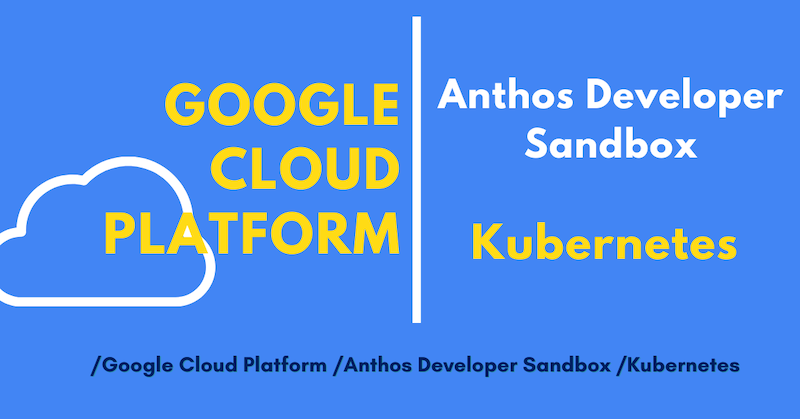 GOOGLE
CLOUD
PLATFORM
Anthos Developer
Sandbox
Kubernetes
/Google Cloud Platform /Anthos Developer Sandbox /Kubernetes